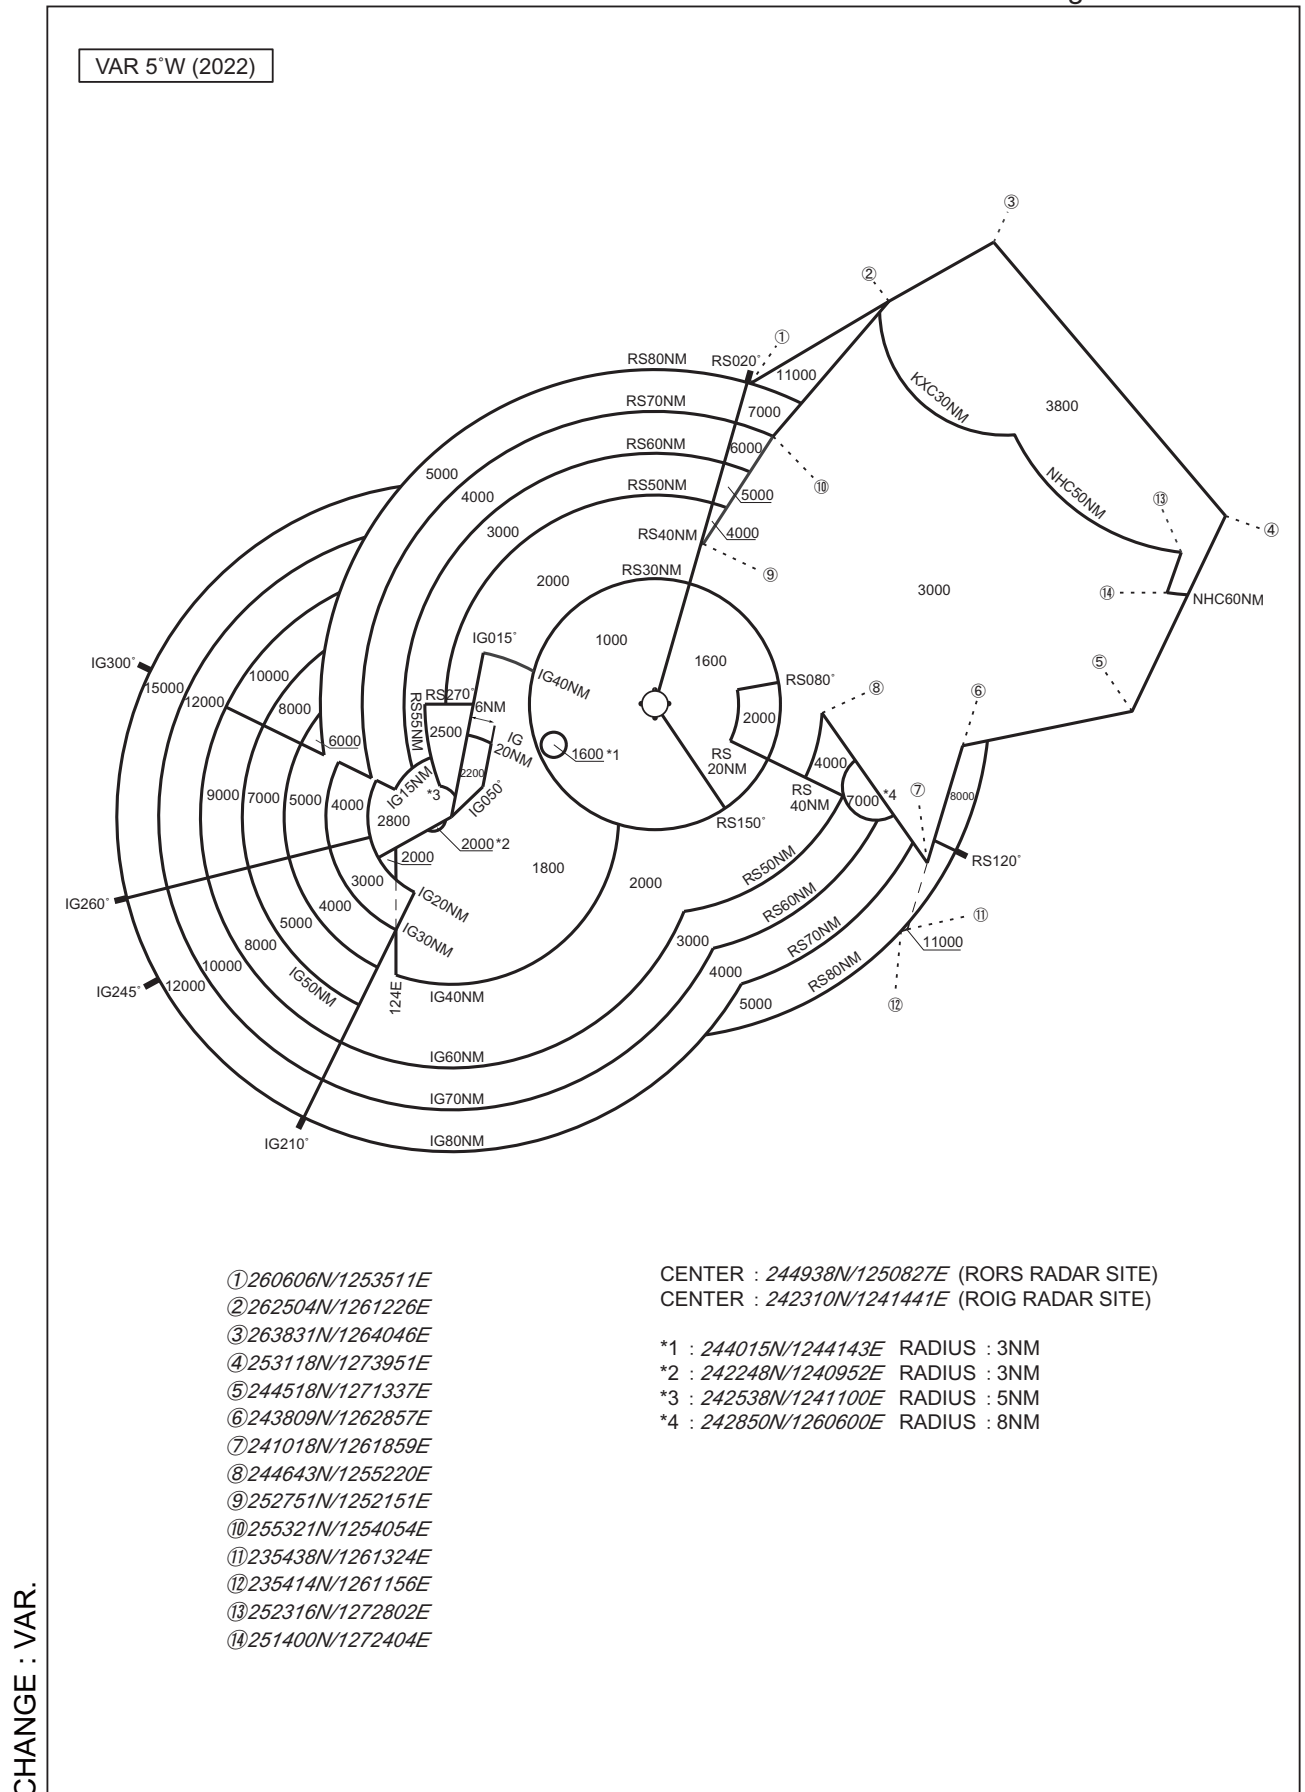 VAR 5˚W (2022)
③
②
①
RS80NM
RS020˚
11000
KXC30NM
3800
RS70NM
7000
RS60NM
6000
5000
NHC50NM
⑬
④
4000
RS50NM
5000
⑩
3000
RS40NM
4000
2000
RS30NM
⑨
3000
⑭
NHC60NM
IG015˚
1000
1600
IG300˚
10000
IG40NM
RS080˚
⑤
15000
12000
RS270˚
⑧
⑥
8000
6NM
RS55NM
2000
6000
2500
IG
20NM
1600 *1
RS
20NM
4000
2200
IG15NM
*3
IG050˚
RS
40NM
7000
*4
⑦
8000
9000
7000
5000
4000
2800
RS150˚
2000 *2
2000
RS120˚
1800
RS50NM
3000
2000
IG260˚
IG20NM
RS60NM
4000
⑪
5000
IG30NM
3000
RS70NM
11000
8000
10000
IG50NM
4000
RS80NM
IG245˚
12000
124E
IG40NM
5000
⑫
IG60NM
IG70NM
IG210˚
IG80NM
①260606N/1253511E
②262504N/1261226E
③263831N/1264046E
④253118N/1273951E
⑤244518N/1271337E
⑥243809N/1262857E
⑦241018N/1261859E
⑧244643N/1255220E
⑨252751N/1252151E
⑩255321N/1254054E
⑪235438N/1261324E
⑫235414N/1261156E
⑬252316N/1272802E
⑭251400N/1272404E
CENTER : 244938N/1250827E (RORS RADAR SITE)
CENTER : 242310N/1241441E (ROIG RADAR SITE)
*1 : 244015N/1244143E RADIUS : 3NM
*2 : 242248N/1240952E RADIUS : 3NM
*3 : 242538N/1241100E RADIUS : 5NM
*4 : 242850N/1260600E RADIUS : 8NM
CHANGE : VAR.